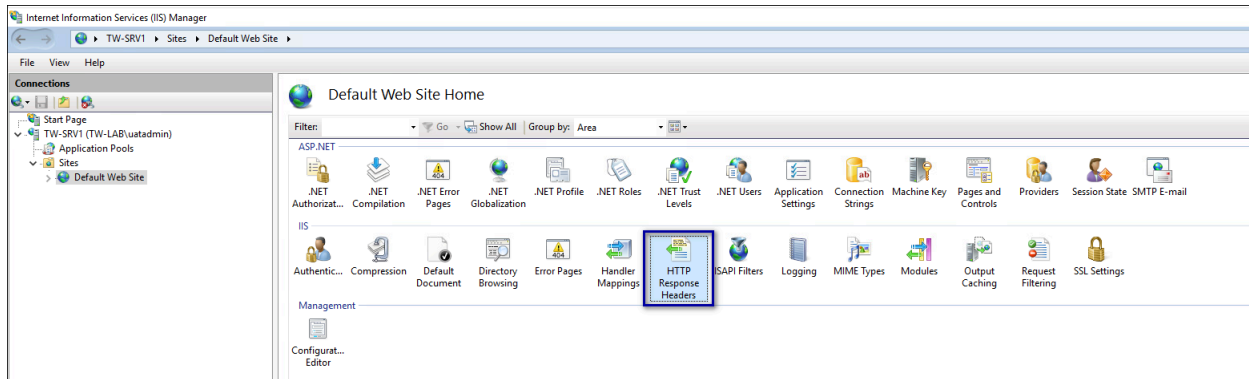 Internet Information Services (IIS) Manager
TW-SRV1 Sites Default Web Site
File View Help
Connections
Start Page
TW-SRV1 (TW-LAB\uatadmin)
Application Pools
Sites
Default Web Site
Default Web Site Home
Filter: Go Show All Group by: Area
ASP.NET
.NET Authorizat...
.NET Compilation
.NET Error Pages
.NET Globalization
.NET Profile
.NET Roles
.NET Trust Levels
.NET Users
Application Settings
Connection Strings
Machine Key
Pages and Controls
Providers
Session State
SMTP E-mail
IIS
Authentic...
Compression
Default Document
Directory Browsing
Error Pages
Handler Mappings
HTTP Response Headers
ISAPI Filters
Logging
MIME Types
Modules
Output Caching
Request Filtering
SSL Settings
Management
Configurat... Editor